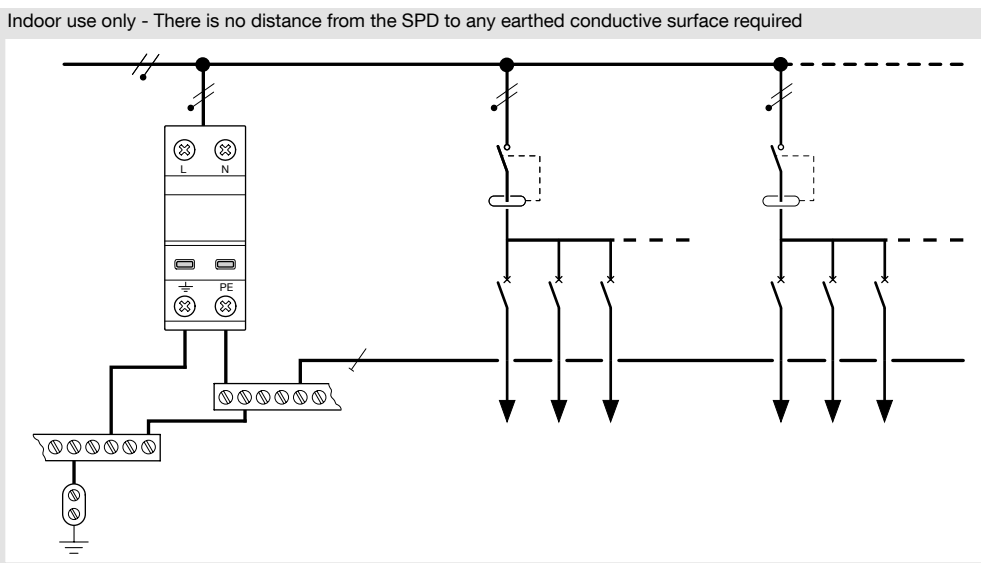 Indoor use only - There is no distance from the SPD to any earthed conductive surface required
L N
PE